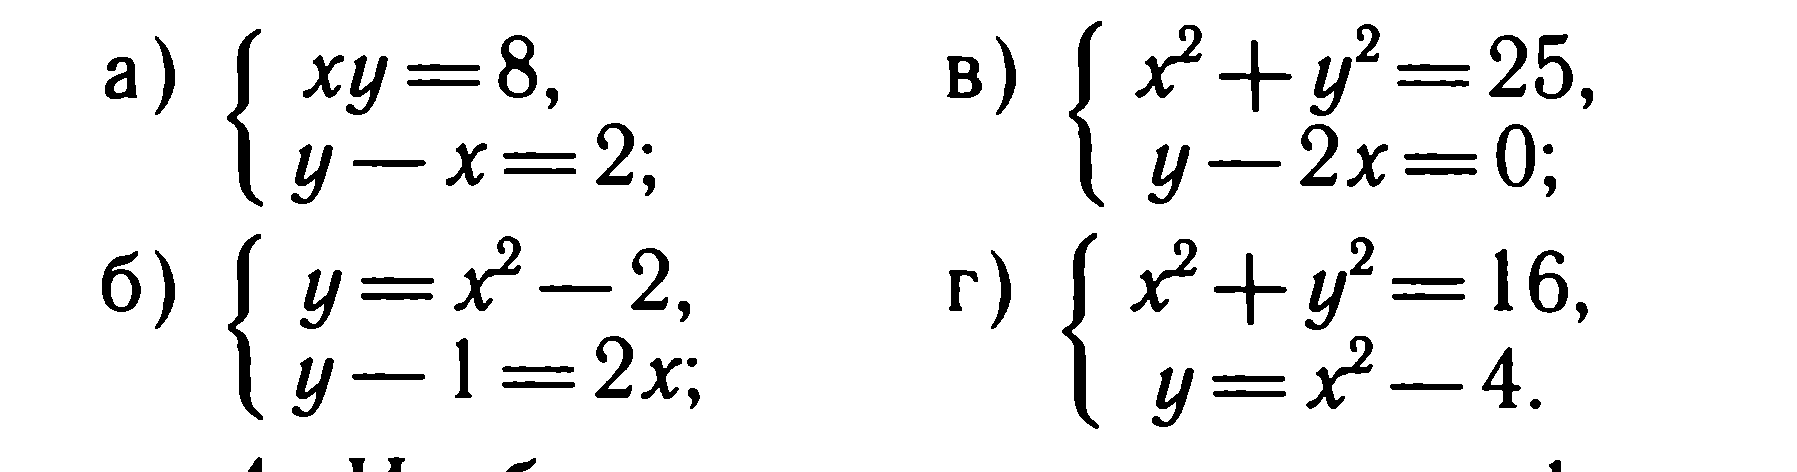 а) { xy = 8,
y − x = 2;
б) { y = x² − 2,
y − 1 = 2x;
в) { x² + y² = 25,
y − 2x = 0;
г) { x² + y² = 16,
y = x² − 4.